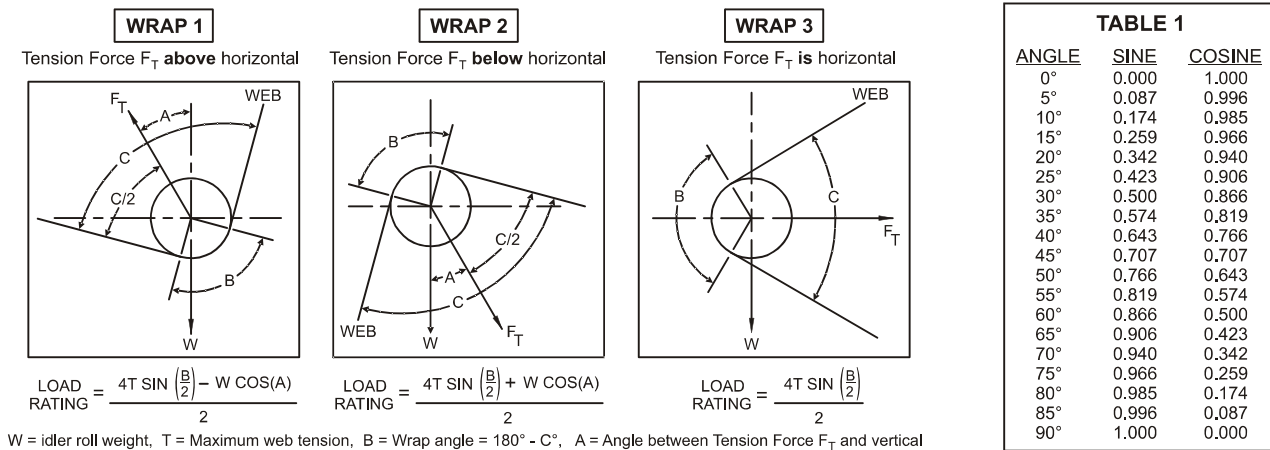 WRAP 1
Tension Force F_T above horizontal
F_T
A
WEB
C
C/2
B
W
LOAD RATING = (4T SIN (B/2) – W COS(A)) / 2
WRAP 2
Tension Force F_T below horizontal
B
C/2
A
C
WEB
F_T
W
LOAD RATING = (4T SIN (B/2) + W COS(A)) / 2
WRAP 3
Tension Force F_T is horizontal
WEB
B
C
F_T
W
LOAD RATING = (4T SIN (B/2)) / 2
W = idler roll weight, T = Maximum web tension, B = Wrap angle = 180° - C°, A = Angle between Tension Force F_T and vertical
TABLE 1
ANGLE SINE COSINE
0° 0.000 1.000
5° 0.087 0.996
10° 0.174 0.985
15° 0.259 0.966
20° 0.342 0.940
25° 0.423 0.906
30° 0.500 0.866
35° 0.574 0.819
40° 0.643 0.766
45° 0.707 0.707
50° 0.766 0.643
55° 0.819 0.574
60° 0.866 0.500
65° 0.906 0.423
70° 0.940 0.342
75° 0.966 0.259
80° 0.985 0.174
85° 0.996 0.087
90° 1.000 0.000